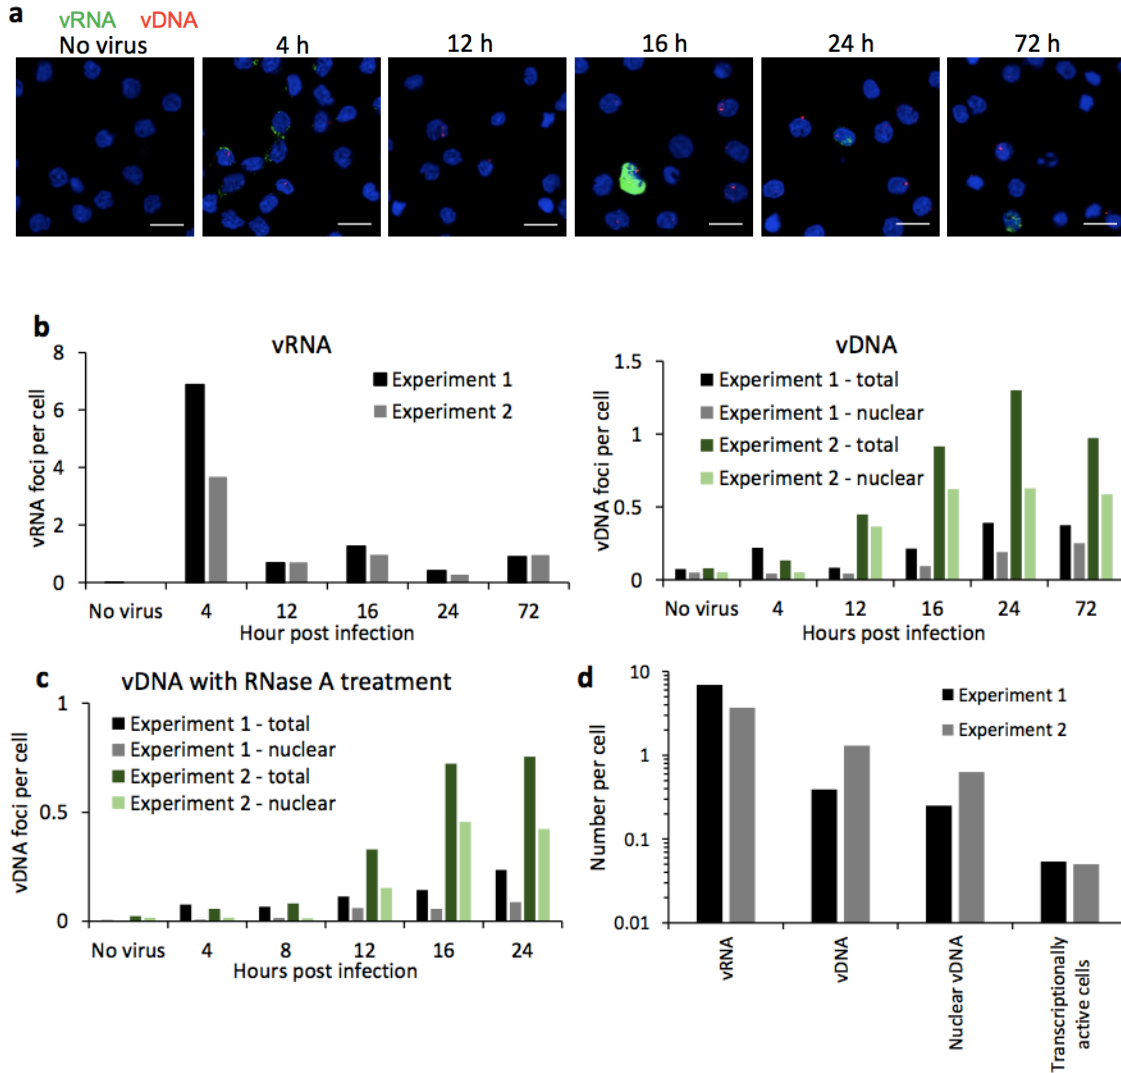 a
vRNA vDNA
No virus 4 h 12 h 16 h 24 h 72 h
b
vRNA
8
6
4
2
0
vRNA foci per cell
Experiment 1
Experiment 2
No virus 4 12 16 24 72
Hour post infection
vDNA
1.5
1
0.5
0
vDNA foci per cell
Experiment 1 - total
Experiment 1 - nuclear
Experiment 2 - total
Experiment 2 - nuclear
No virus 4 12 16 24 72
Hours post infection
c
vDNA with RNase A treatment
1
0.5
0
vDNA foci per cell
Experiment 1 - total
Experiment 1 - nuclear
Experiment 2 - total
Experiment 2 - nuclear
No virus 4 8 12 16 24
Hours post infection
d
10
1
0.1
0.01
Number per cell
Experiment 1
Experiment 2
vRNA
vDNA
Nuclear vDNA
Transcriptionally
active cells